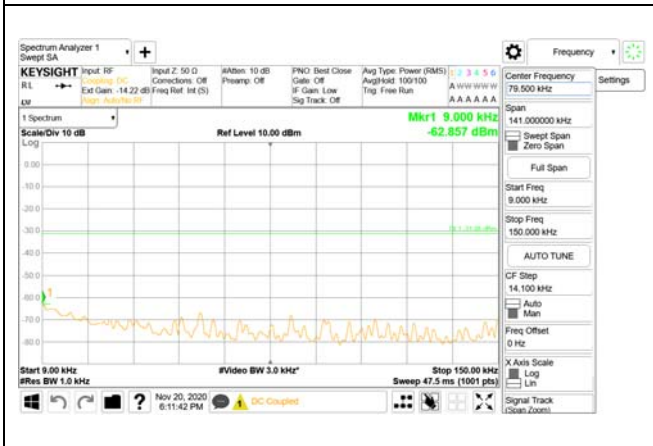 Spectrum Analyzer 1
Swept SA
+
Frequency
KEYSIGHT
Input: RF
Coupling: DC
Align: Auto/No RF
Input Z: 50 Ω
Corrections: Off
Freq Ref: Int (S)
Ext Gain: -14.22 dB
#Atten: 10 dB
Preamp: Off
PNO: Best Close
Gate: Off
IF Gain: Low
Sig Track: Off
Avg Type: Power (RMS)
Avg|Hold: 100/100
Trig: Free Run
1 2 3 4 5 6
A W W W W W
A A A A A A
RL
1 Spectrum
Scale/Div 10 dB
Log
Ref Level 10.00 dBm
Mkr1 9.000 kHz
-62.857 dBm
0.00
-10.0
-20.0
-30.0
-40.0
-50.0
-60.0
-70.0
-80.0
1
Start 9.00 kHz
#Res BW 1.0 kHz
#Video BW 3.0 kHz*
Stop 150.00 kHz
Sweep 47.5 ms (1001 pts)
Nov 20, 2020
6:11:42 PM
DC Coupled
Center Frequency
79.500 kHz
Settings
Span
141.000000 kHz
Swept Span
Zero Span
Full Span
Start Freq
9.000 kHz
Stop Freq
150.000 kHz
AUTO TUNE
CF Step
14.100 kHz
Auto
Man
Freq Offset
0 Hz
X Axis Scale
Log
Lin
Signal Track
(Span Zoom)